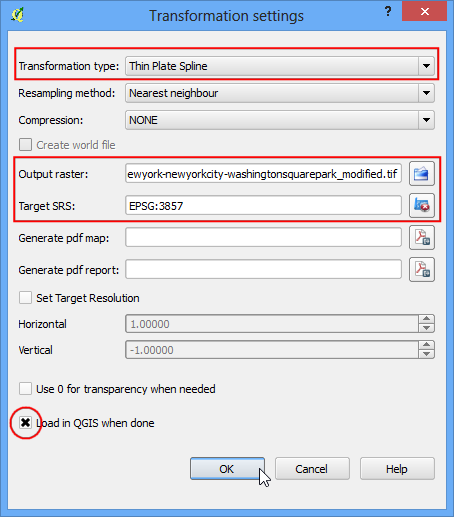 Transformation settings
Transformation type: Thin Plate Spline
Resampling method: Nearest neighbour
Compression: NONE
Create world file
Output raster: ewyork-newyorkcity-washingtonsquarepark_modified.tif
Target SRS: EPSG:3857
Generate pdf map:
Generate pdf report:
Set Target Resolution
Horizontal 1.00000
Vertical -1.00000
Use 0 for transparency when needed
Load in QGIS when done
OK Cancel Help